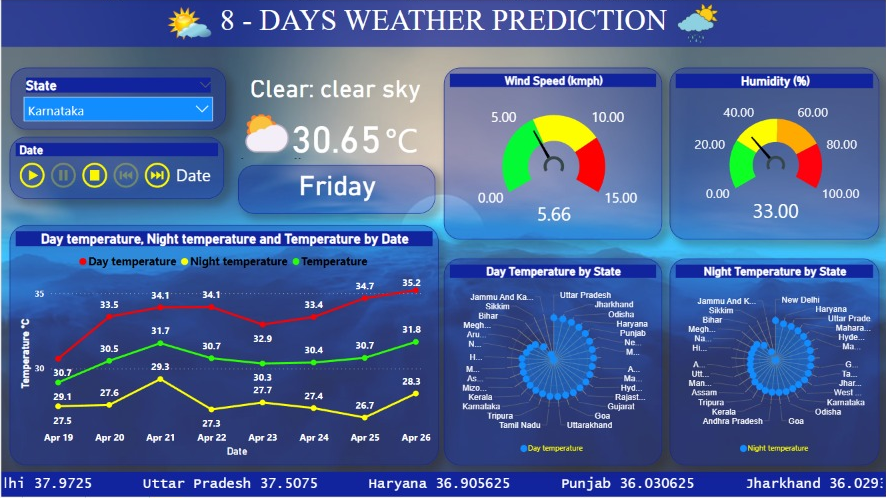 8 - DAYS WEATHER PREDICTION
State
Karnataka
Date
Date
Clear: clear sky
30.65°C
Friday
Wind Speed (kmph)
5.00
10.00
0.00
15.00
5.66
Humidity (%)
40.00
60.00
20.00
80.00
0.00
100.00
33.00
Day temperature, Night temperature and Temperature by Date
Day temperature
Night temperature
Temperature
Temperature °C
35
30
30.7
33.5
34.1
34.1
32.9
33.4
34.7
35.2
29.1
30.5
31.7
30.7
30.3
30.4
30.7
31.8
27.5
27.6
29.3
27.3
27.7
27.4
26.7
28.3
Apr 19
Apr 20
Apr 21
Apr 22
Apr 23
Apr 24
Apr 25
Apr 26
Date
Day Temperature by State
Uttar Pradesh
Jharkhand
Odisha
Haryana
Punjab
Ne...
M...
A...
Ma...
Hyd...
Rajast...
Gujarat
Goa
Uttarakhand
Tamil Nadu
Tripura
Karnataka
Kerala
Mizo...
As...
M...
H...
N...
Aru...
Megh...
Bihar
Sikkim
Jammu And Ka...
Day temperature
Night Temperature by State
New Delhi
Haryana
Uttar Prade
Mahara...
Hyde...
Ma...
G...
Ta...
Jhar...
West ...
Karnataka
Odisha
Goa
Andhra Pradesh
Kerala
Tripura
Assam
Man...
Utt...
A...
Hi...
Na...
Megh...
Bihar
Sikkim
Jammu And K...
Night temperature
lhi 37.9725 Uttar Pradesh 37.5075 Haryana 36.905625 Punjab 36.030625 Jharkhand 36.029